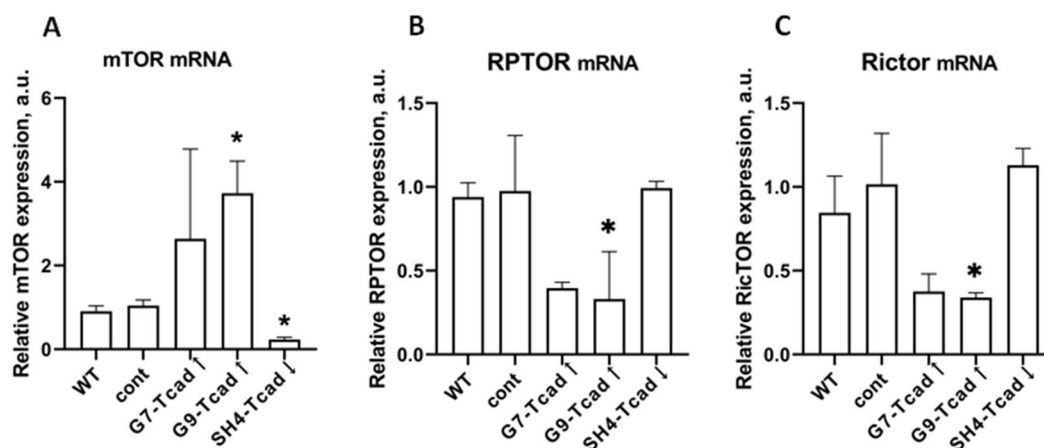 A
mTOR mRNA
Relative mTOR expression, a.u.
6
4
2
0
*
*
WT
cont
G7-Tcad↑
G9-Tcad↑
SH4-Tcad↓
B
RPTOR mRNA
Relative RPTOR expression, a.u.
1.5
1.0
0.5
0.0
*
WT
cont
G7-Tcad↑
G9-Tcad↑
SH4-Tcad↓
C
Rictor mRNA
Relative RicTOR expression, a.u.
1.5
1.0
0.5
0.0
*
WT
cont
G7-Tcad↑
G9-Tcad↑
SH4-Tcad↓